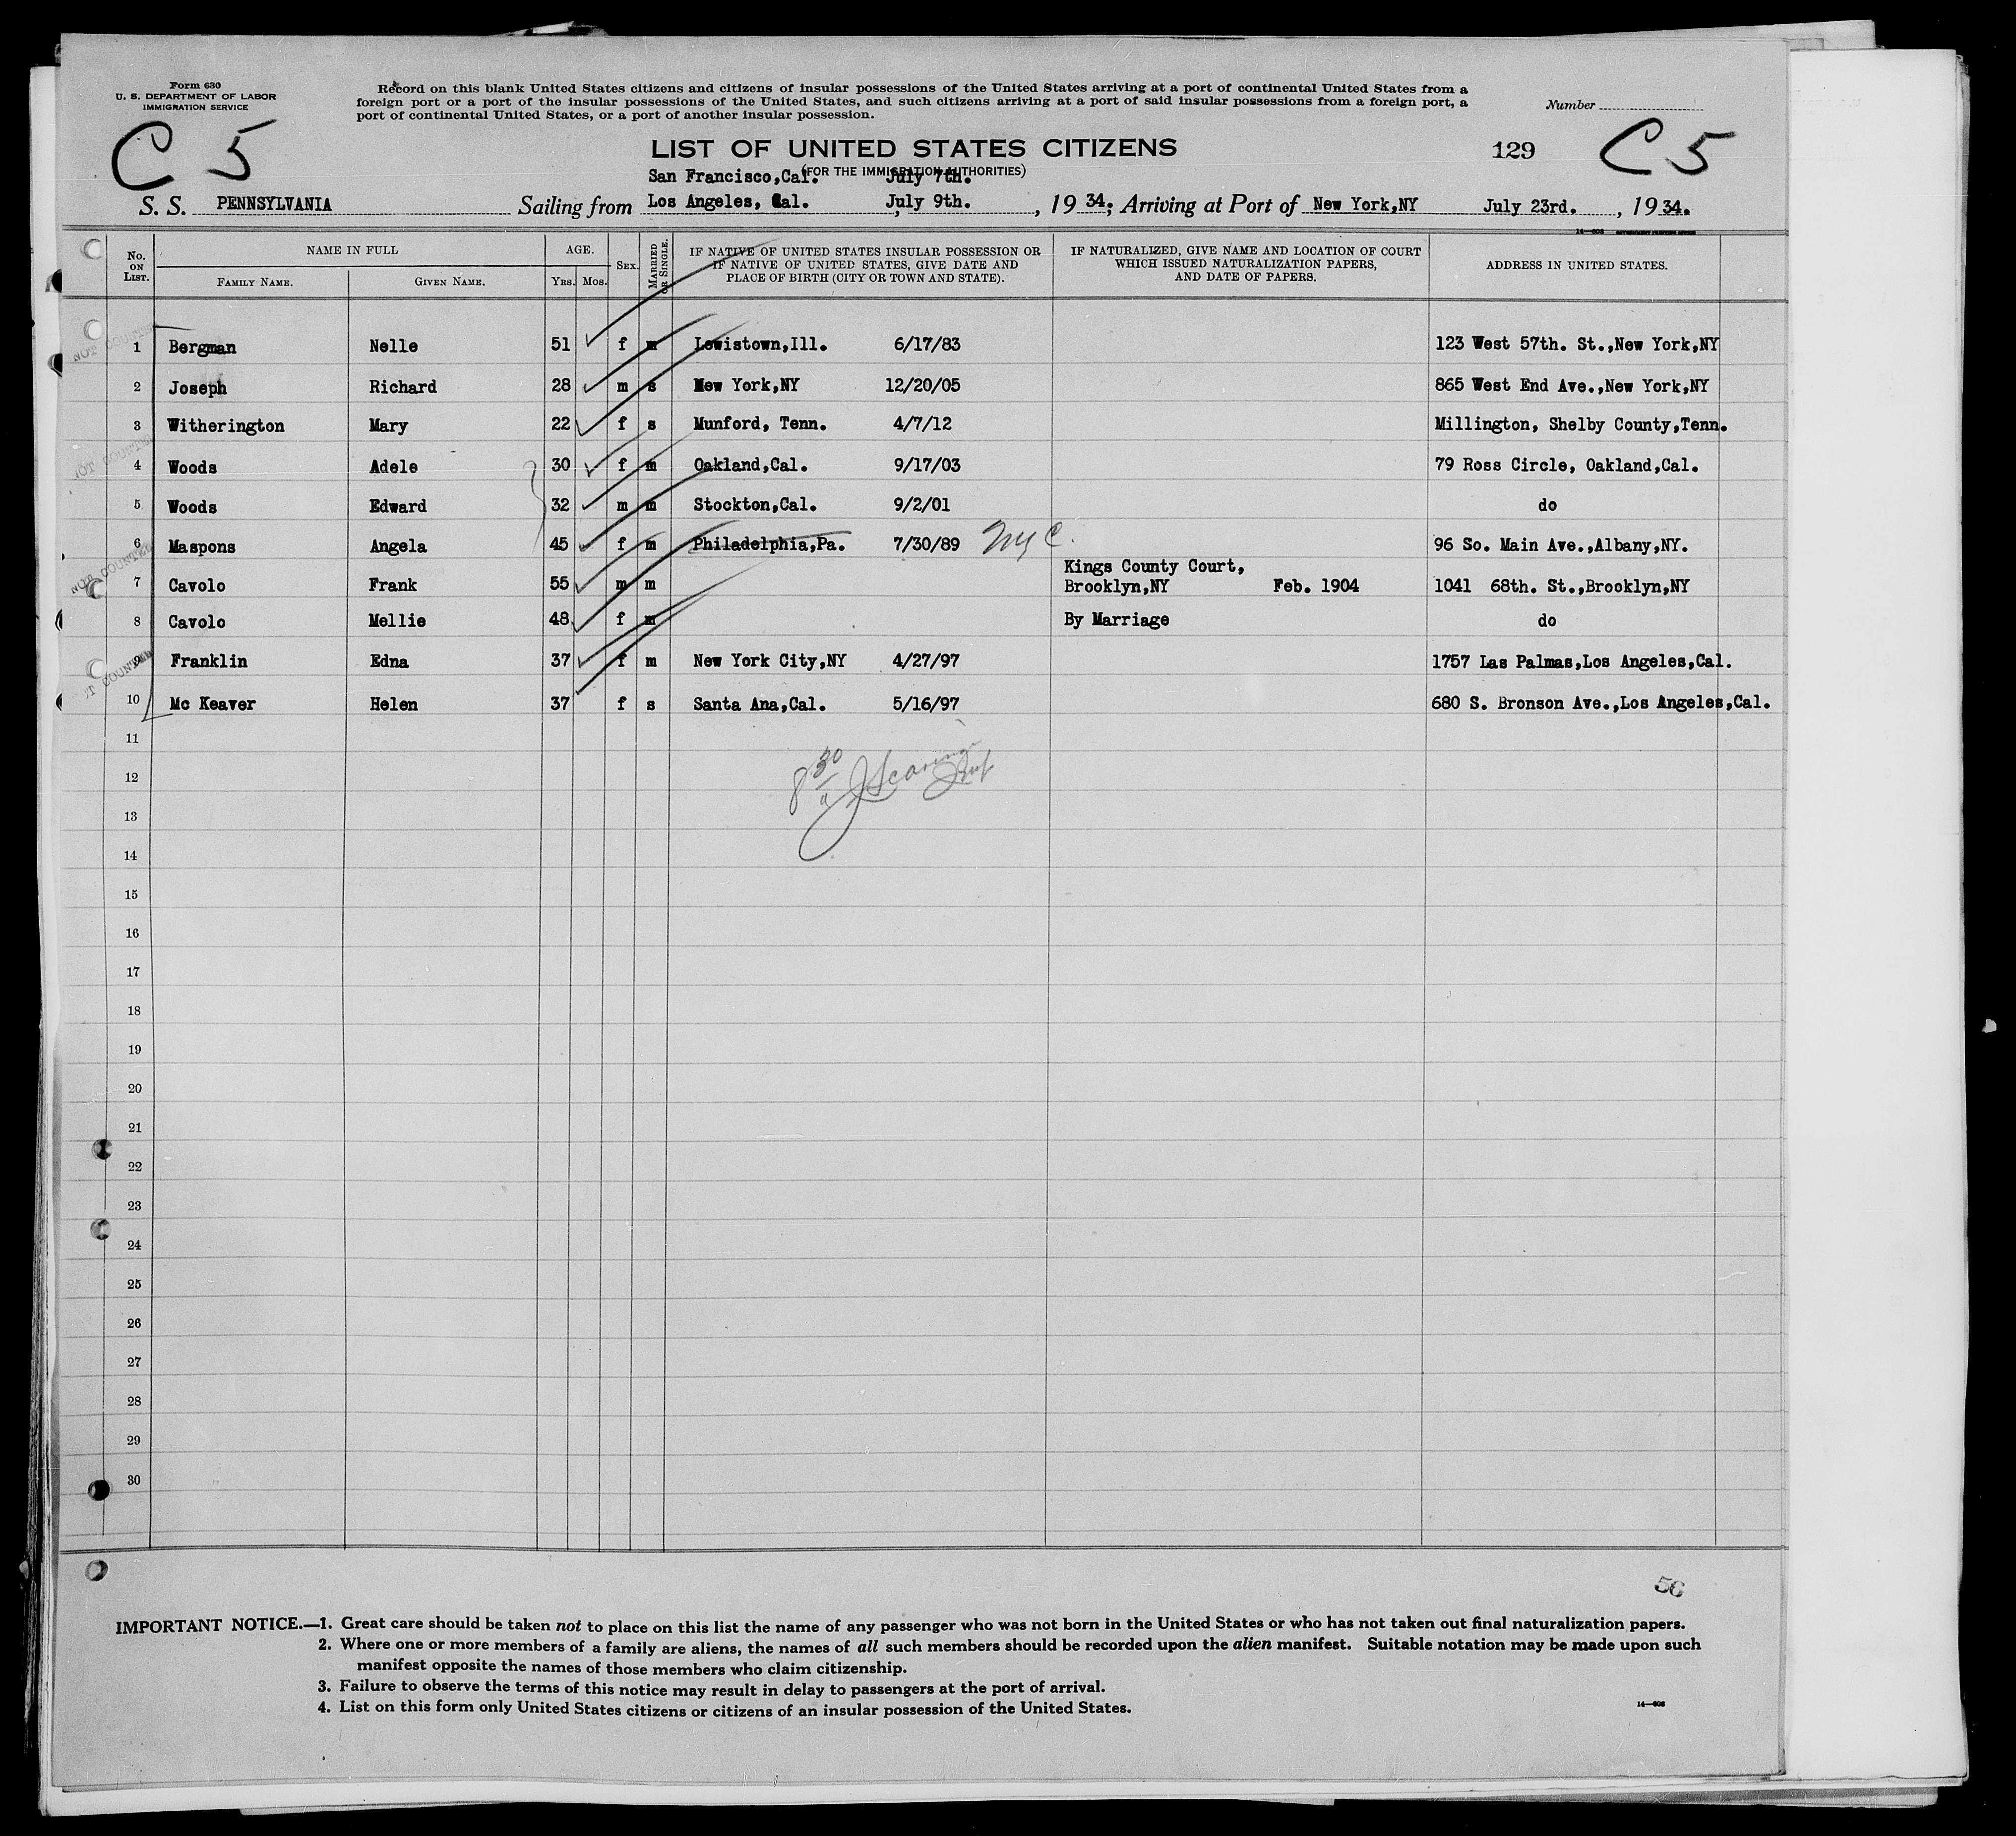 Form 630
U. S. DEPARTMENT OF LABOR
IMMIGRATION SERVICE
Record on this blank United States citizens and citizens of insular possessions of the United States arriving at a port of continental United States from a
foreign port or a port of the insular possessions of the United States, and such citizens arriving at a port of said insular possessions from a foreign port, a
port of continental United States, or a port of another insular possession.
Number
C 5
LIST OF UNITED STATES CITIZENS
129
C 5
(FOR THE IMMIGRATION AUTHORITIES)
San Francisco,Cal. July 7th.
S. S. PENNSYLVANIA Sailing from Los Angeles, Cal. July 9th. , 19 34; Arriving at Port of New York,NY July 23rd. , 19 34.
No. ON LIST. NAME IN FULL AGE. SEX. MARRIED OR SINGLE. IF NATIVE OF UNITED STATES INSULAR POSSESSION OR IF NATIVE OF UNITED STATES, GIVE DATE AND PLACE OF BIRTH (CITY OR TOWN AND STATE). IF NATURALIZED, GIVE NAME AND LOCATION OF COURT WHICH ISSUED NATURALIZATION PAPERS, AND DATE OF PAPERS. ADDRESS IN UNITED STATES.
FAMILY NAME. GIVEN NAME. YRS. MOS.
NOT COUNTED
1 Bergman Nelle 51 f m Lewistown,Ill. 6/17/83 123 West 57th. St.,New York,NY
2 Joseph Richard 28 m s New York,NY 12/20/05 865 West End Ave.,New York,NY
3 Witherington Mary 22 f s Munford, Tenn. 4/7/12 Millington, Shelby County,Tenn.
NOT COUNTED
4 Woods Adele 30 f m Oakland,Cal. 9/17/03 79 Ross Circle, Oakland,Cal.
5 Woods Edward 32 m m Stockton,Cal. 9/2/01 do
6 Maspons Angela 45 f m Philadelphia,Pa. 7/30/89 NYC. 96 So. Main Ave.,Albany,NY.
NOT COUNTED
Kings County Court,
7 Cavolo Frank 55 m m Brooklyn,NY Feb. 1904 1041 68th. St.,Brooklyn,NY
8 Cavolo Mellie 48 f m By Marriage do
9 Franklin Edna 37 f m New York City,NY 4/27/97 1757 Las Palmas,Los Angeles,Cal.
NOT COUNTED
10 Mc Keaver Helen 37 f s Santa Ana,Cal. 5/16/97 680 S. Bronson Ave.,Los Angeles,Cal.
11
12 8 30 a
13
14
15
16
17
18
19
20
21
22
23
24
25
26
27
28
29
30
56
IMPORTANT NOTICE.—1. Great care should be taken not to place on this list the name of any passenger who was not born in the United States or who has not taken out final naturalization papers.
2. Where one or more members of a family are aliens, the names of all such members should be recorded upon the alien manifest. Suitable notation may be made upon such
manifest opposite the names of those members who claim citizenship.
3. Failure to observe the terms of this notice may result in delay to passengers at the port of arrival.
4. List on this form only United States citizens or citizens of an insular possession of the United States.
14—608